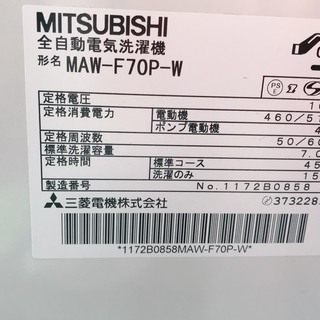 MITSUBISHI
全自動電気洗濯機
形名 MAW-F70P-W
PS E
定格電圧 1
定格消費電力 電動機 460/5
ポンプ電動機 4
定格周波数 50/6
標準洗濯容量 7.0
定格時間 標準コース 45
洗濯のみ 15
製造番号 No.1172B0858
三菱電機株式会社 373228
*1172B0858MAW-F70P-W*